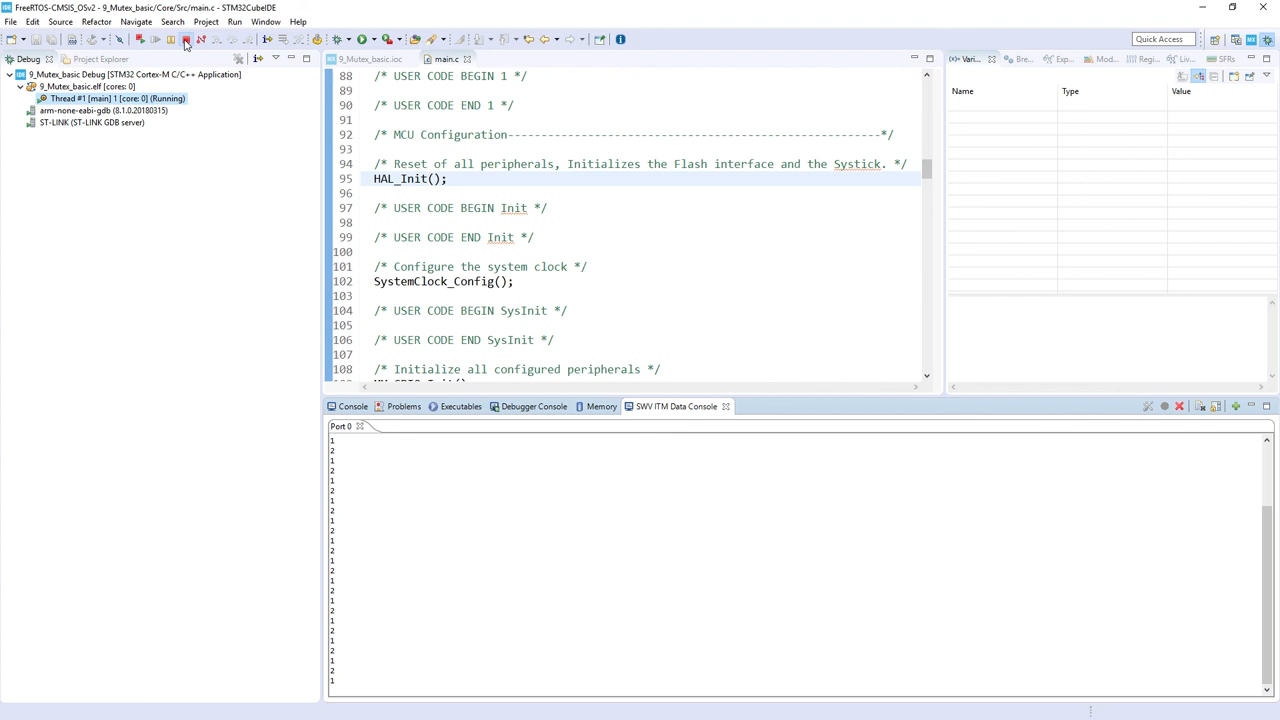 FreeRTOS-CMSIS_OSv2 - 9_Mutex_basic/Core/Src/main.c - STM32CubeIDE
File Edit Source Refactor Navigate Search Project Run Window Help
Quick Access
Debug Project Explorer
9_Mutex_basic Debug [STM32 Cortex-M C/C++ Application]
9_Mutex_basic.elf [cores: 0]
Thread #1 [main] 1 [core: 0] (Running)
arm-none-eabi-gdb (8.1.0.20180315)
ST-LINK (ST-LINK GDB server)
9_Mutex_basic.ioc main.c
88 /* USER CODE BEGIN 1 */
89
90 /* USER CODE END 1 */
91
92 /* MCU Configuration--------------------------------------------------------*/
93
94 /* Reset of all peripherals, Initializes the Flash interface and the Systick. */
95 HAL_Init();
96
97 /* USER CODE BEGIN Init */
98
99 /* USER CODE END Init */
100
101 /* Configure the system clock */
102 SystemClock_Config();
103
104 /* USER CODE BEGIN SysInit */
105
106 /* USER CODE END SysInit */
107
108 /* Initialize all configured peripherals */
Vari... Bre... Exp... Mod... Regi... Liv... SFRs
Name Type Value
Console Problems Executables Debugger Console Memory SWV ITM Data Console
Port 0
1
2
1
2
1
2
1
2
1
2
1
2
1
2
1
2
1
2
1
2
1
2
1
2
1